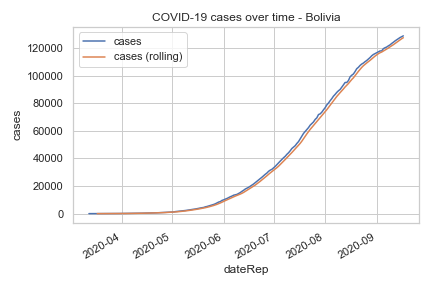 COVID-19 cases over time - Bolivia
cases
cases (rolling)
120000
100000
80000
60000
40000
20000
0
cases
2020-04
2020-05
2020-06
2020-07
2020-08
2020-09
dateRep